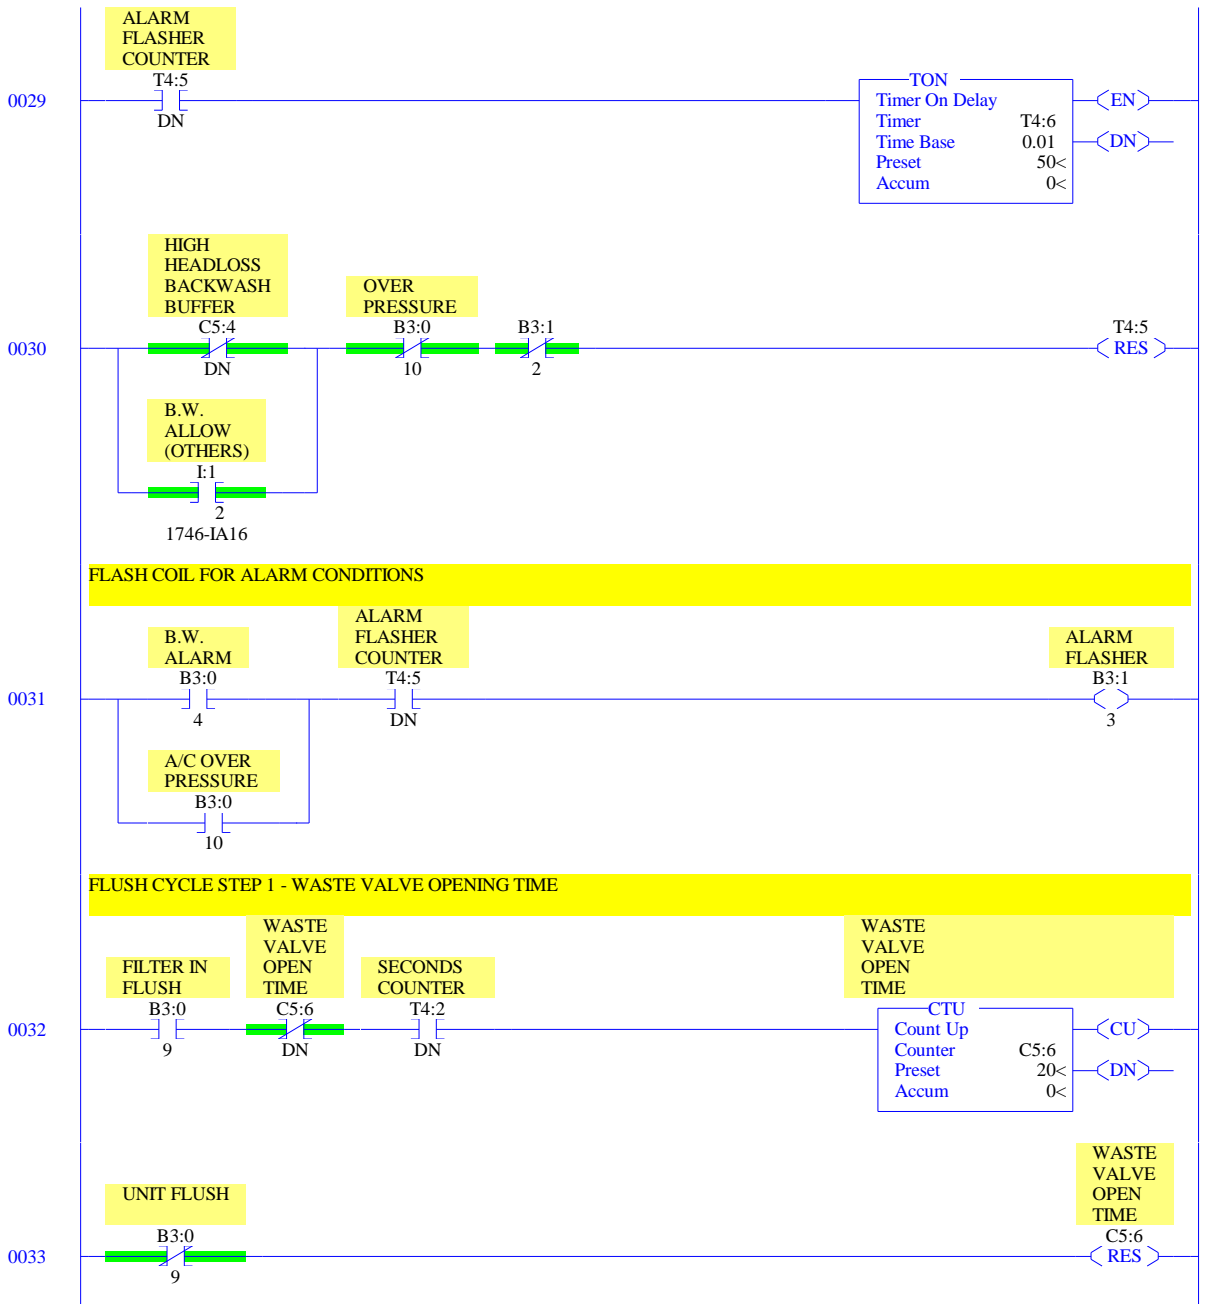 ALARM
FLASHER
COUNTER
T4:5
DN
0029
TON
Timer On Delay
Timer T4:6
Time Base 0.01
Preset 50<
Accum 0<
EN
DN
HIGH
HEADLOSS
BACKWASH
BUFFER
C5:4
DN
OVER
PRESSURE
B3:0
10
B3:1
2
T4:5
RES
0030
B.W.
ALLOW
(OTHERS)
I:1
2
1746-IA16
FLASH COIL FOR ALARM CONDITIONS
B.W.
ALARM
B3:0
4
ALARM
FLASHER
COUNTER
T4:5
DN
ALARM
FLASHER
B3:1
3
0031
A/C OVER
PRESSURE
B3:0
10
FLUSH CYCLE STEP 1 - WASTE VALVE OPENING TIME
FILTER IN
FLUSH
B3:0
9
WASTE
VALVE
OPEN
TIME
C5:6
DN
SECONDS
COUNTER
T4:2
DN
WASTE
VALVE
OPEN
TIME
0032
CTU
Count Up
Counter C5:6
Preset 20<
Accum 0<
CU
DN
UNIT FLUSH
B3:0
9
WASTE
VALVE
OPEN
TIME
C5:6
RES
0033